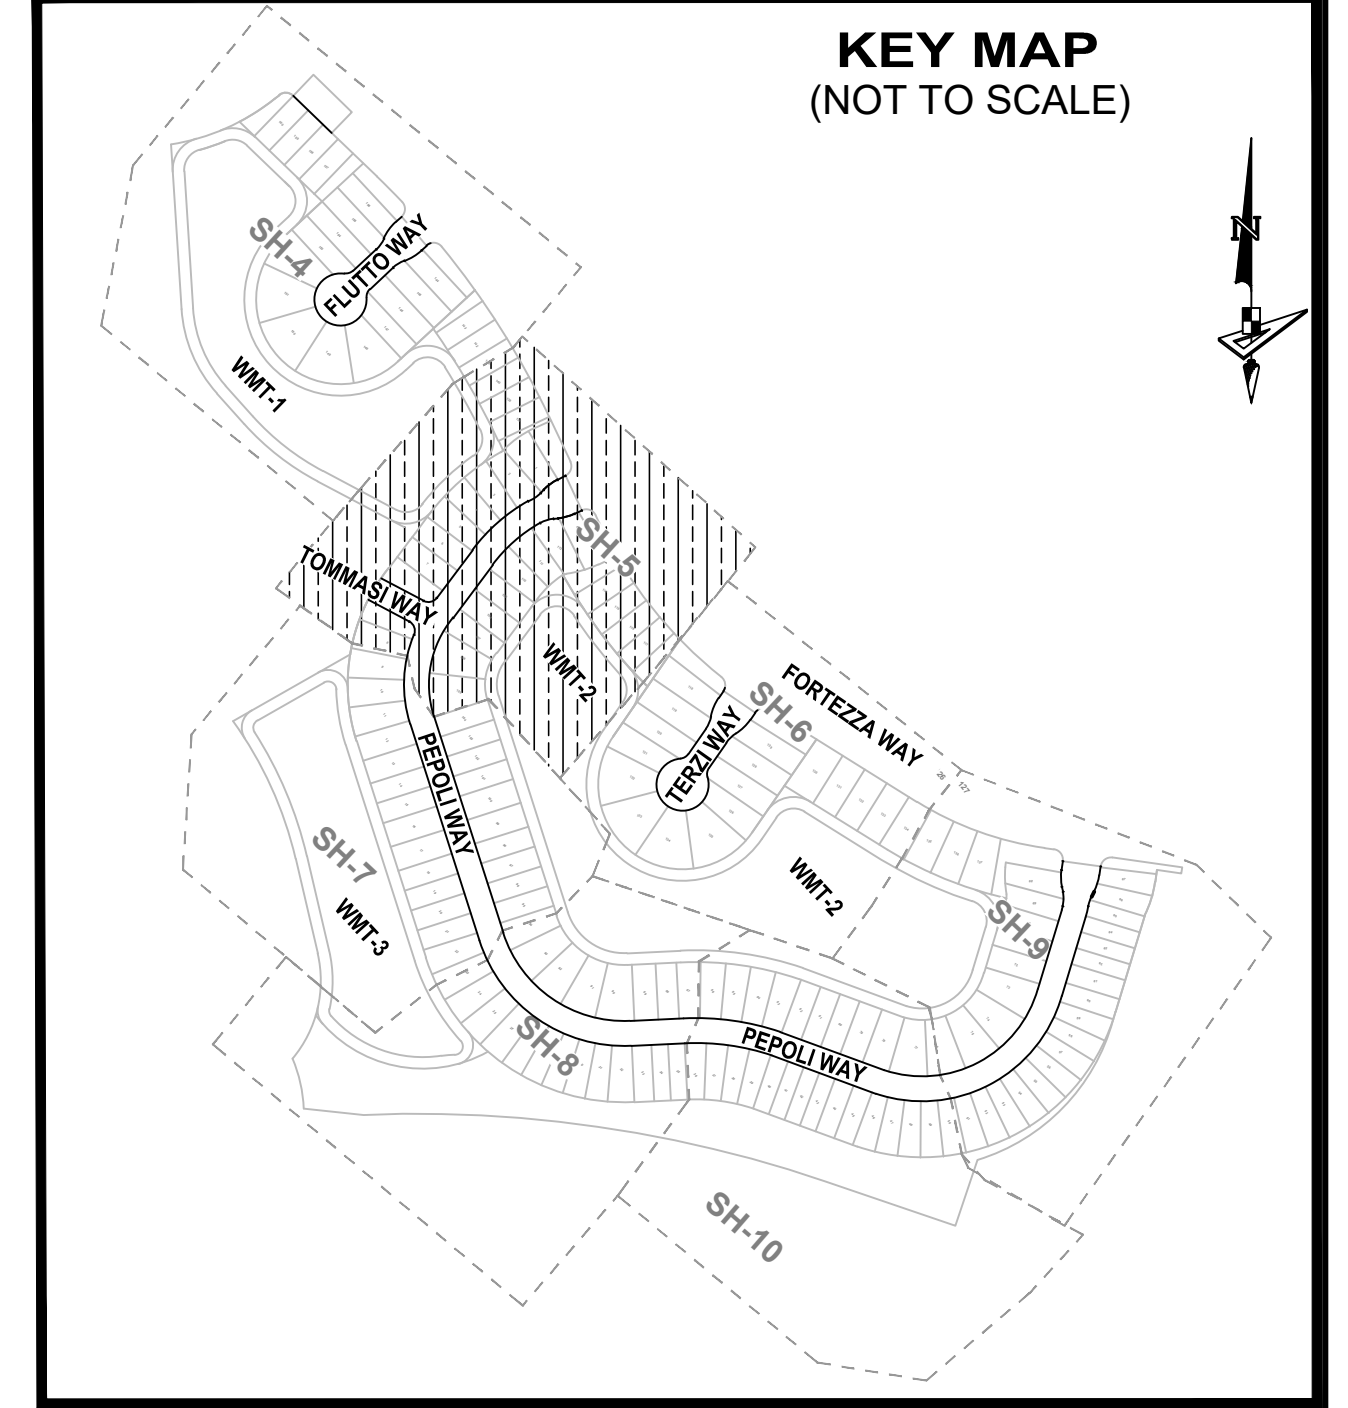 KEY MAP
(NOT TO SCALE)
N
SH-4
FLUTTO WAY
WMT-1
TOMMASI WAY
SH-5
WMT-2
SH-6
FORTEZZA WAY
TERZI WAY
PEPOLI WAY
26
127
SH-7
WMT-3
WMT-2
SH-9
SH-8
PEPOLI WAY
SH-10